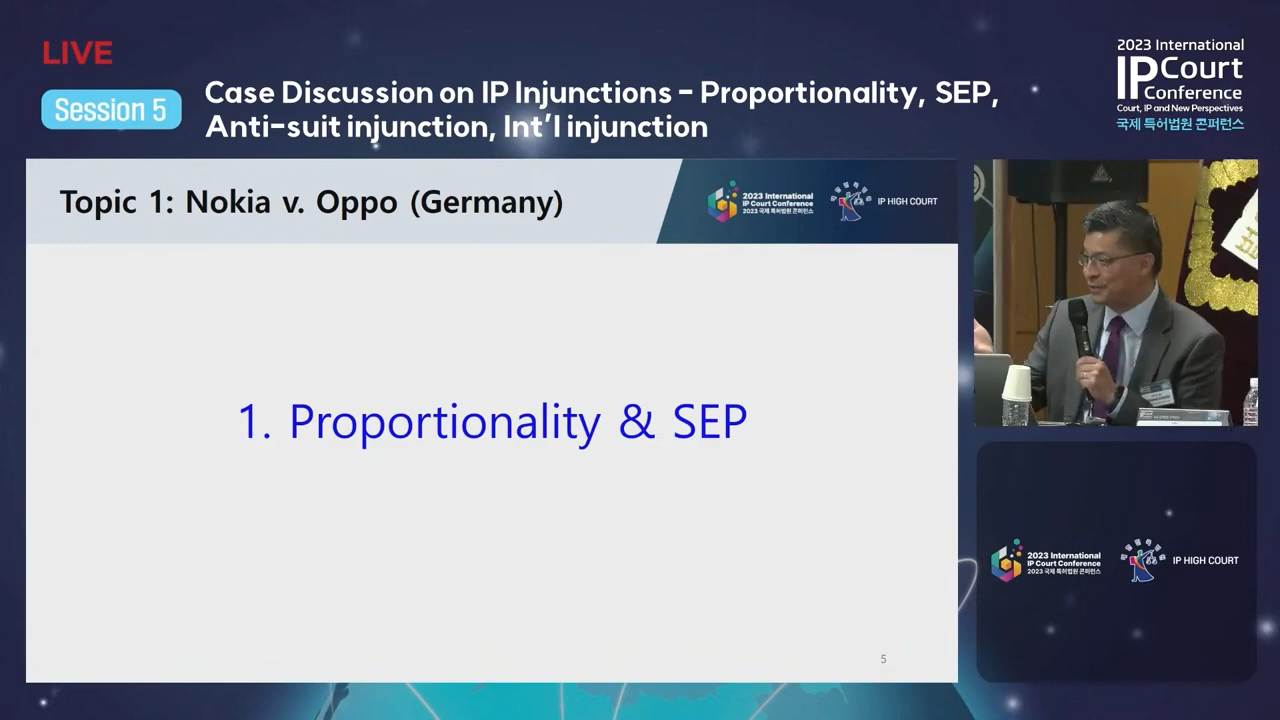 LIVE
Session 5
Case Discussion on IP Injunctions - Proportionality, SEP,
Anti-suit injunction, Int'l injunction
2023 International
IP Court
Conference
Court, IP and New Perspectives
국제 특허법원 콘퍼런스
Topic 1: Nokia v. Oppo (Germany)
2023 International
IP Court Conference
2023 국제 특허법원 콘퍼런스
IP HIGH COURT
1. Proportionality & SEP
5
2023 International
IP Court Conference
2023 국제 특허법원 콘퍼런스
IP HIGH COURT